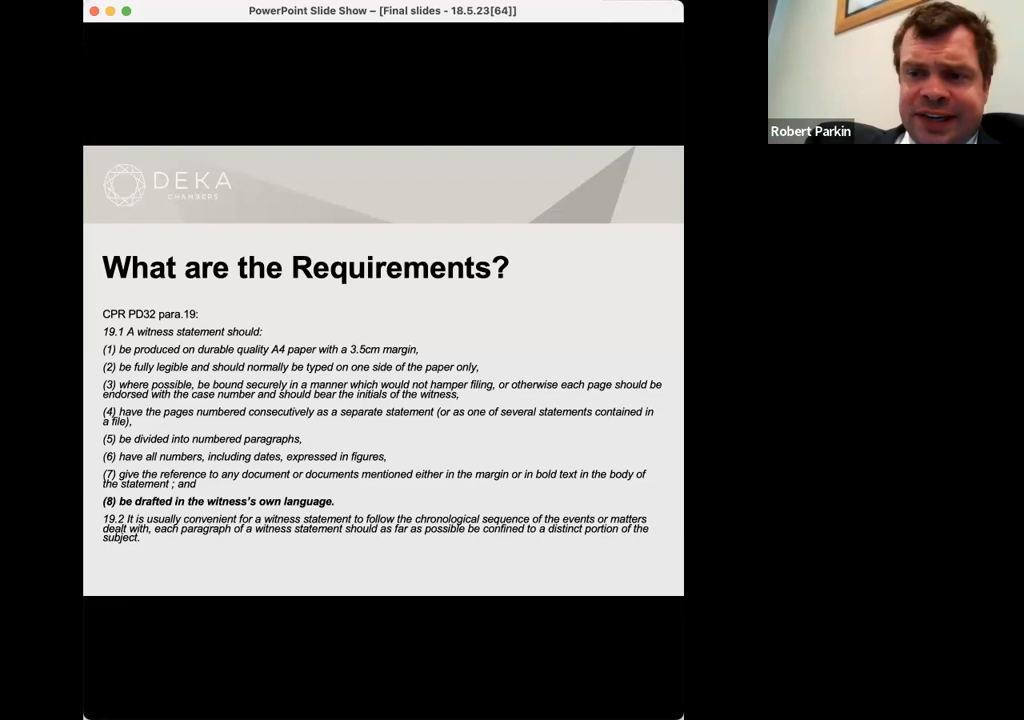 PowerPoint Slide Show – [Final slides - 18.5.23[64]]
Robert Parkin
DEKA
CHAMBERS
What are the Requirements?
CPR PD32 para.19:
19.1 A witness statement should:
(1) be produced on durable quality A4 paper with a 3.5cm margin,
(2) be fully legible and should normally be typed on one side of the paper only,
(3) where possible, be bound securely in a manner which would not hamper filing, or otherwise each page should be
endorsed with the case number and should bear the initials of the witness,
(4) have the pages numbered consecutively as a separate statement (or as one of several statements contained in
a file),
(5) be divided into numbered paragraphs,
(6) have all numbers, including dates, expressed in figures,
(7) give the reference to any document or documents mentioned either in the margin or in bold text in the body of
the statement ; and
(8) be drafted in the witness's own language.
19.2 It is usually convenient for a witness statement to follow the chronological sequence of the events or matters
dealt with, each paragraph of a witness statement should as far as possible be confined to a distinct portion of the
subject.